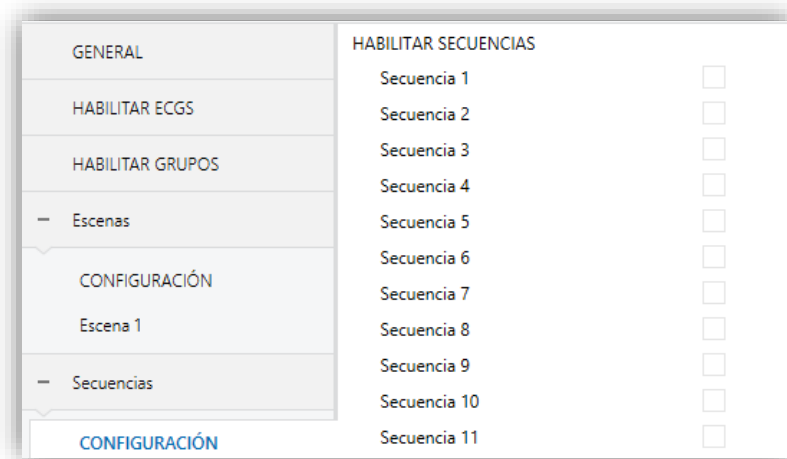 GENERAL
HABILITAR ECGS
HABILITAR GRUPOS
Escenas
CONFIGURACIÓN
Escena 1
Secuencias
CONFIGURACIÓN
HABILITAR SECUENCIAS
Secuencia 1
Secuencia 2
Secuencia 3
Secuencia 4
Secuencia 5
Secuencia 6
Secuencia 7
Secuencia 8
Secuencia 9
Secuencia 10
Secuencia 11